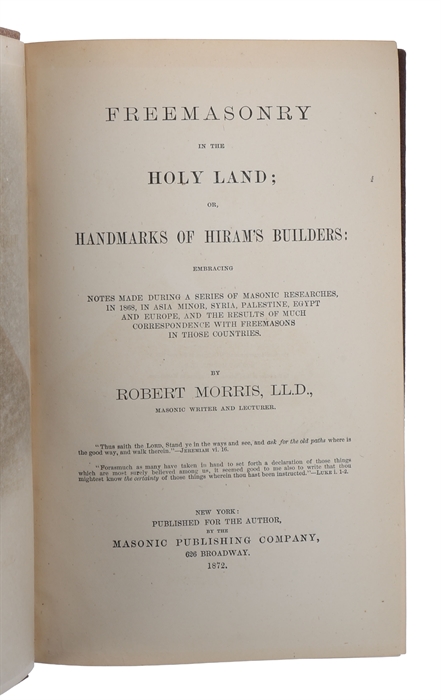 FREEMASONRY
IN THE
HOLY LAND;
OR,
HANDMARKS OF HIRAM'S BUILDERS:
EMBRACING
NOTES MADE DURING A SERIES OF MASONIC RESEARCHES,
IN 1868, IN ASIA MINOR, SYRIA, PALESTINE, EGYPT
AND EUROPE, AND THE RESULTS OF MUCH
CORRESPONDENCE WITH FREEMASONS
IN THOSE COUNTRIES.
BY
ROBERT MORRIS, LL.D.,
MASONIC WRITER AND LECTURER.
"Thus saith the LORD, Stand ye in the ways and see, and ask for the old paths where is
the good way, and walk therein."—JEREMIAH vi. 16.
"Forasmuch as many have taken in hand to set forth a declaration of those things
which are most surely believed among us, it seemed good to me also to write that thou
mightest know the certainty of those things wherein thou hast been instructed."—LUKE i. 1-2.
NEW YORK:
PUBLISHED FOR THE AUTHOR,
BY THE
MASONIC PUBLISHING COMPANY,
626 BROADWAY.
1872.